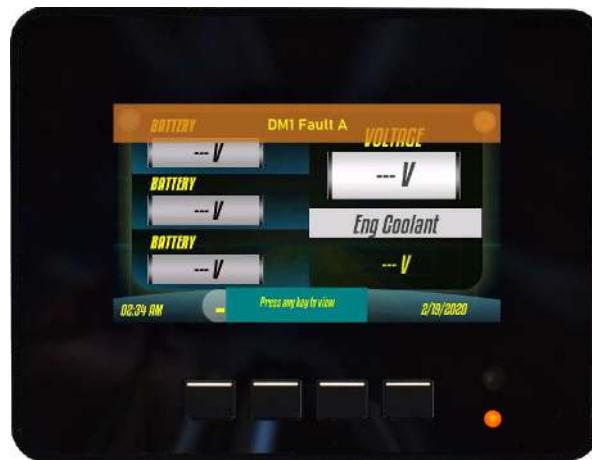 DM1 Fault A
BATTERY
--- V
BATTERY
--- V
BATTERY
--- V
VOLTAGE
--- V
Eng Coolant
--- V
02:34 AM
--
Press any key to view
2/19/2020